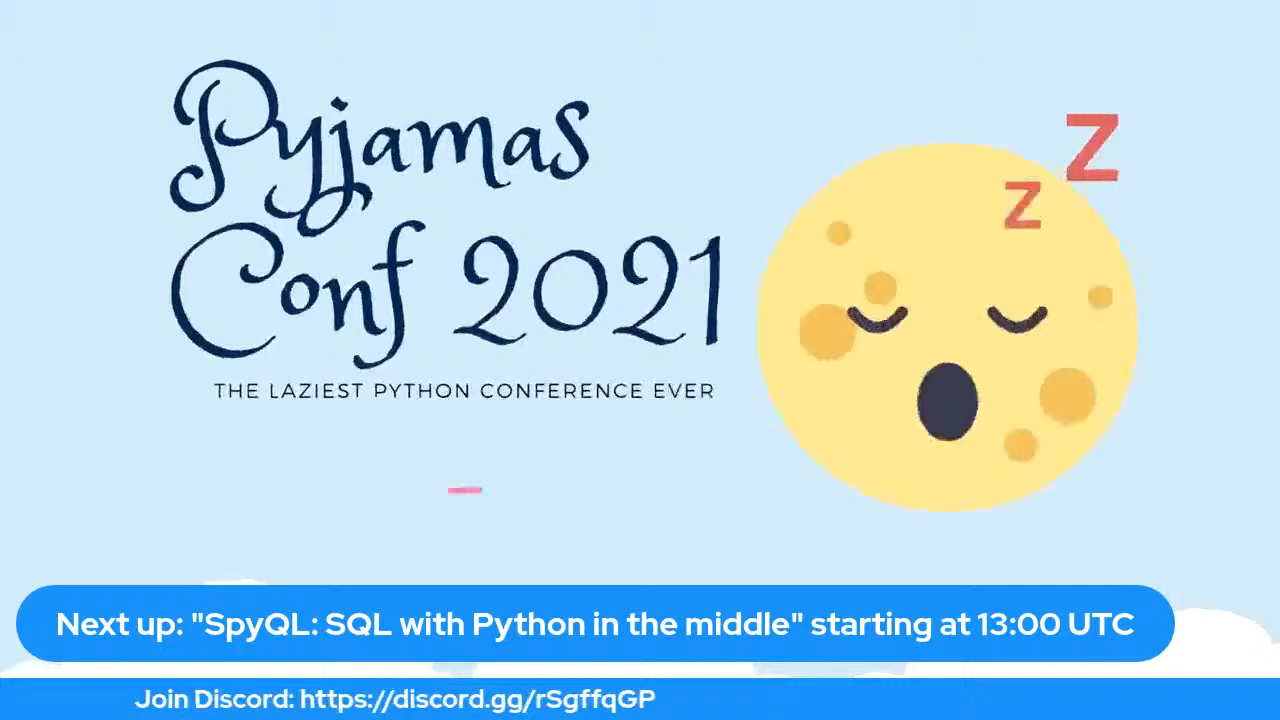 Pyjamas
Conf 2021
THE LAZIEST PYTHON CONFERENCE EVER
Z
Z
Next up: "SpyQL: SQL with Python in the middle" starting at 13:00 UTC
Join Discord: https://discord.gg/rSgffqGP